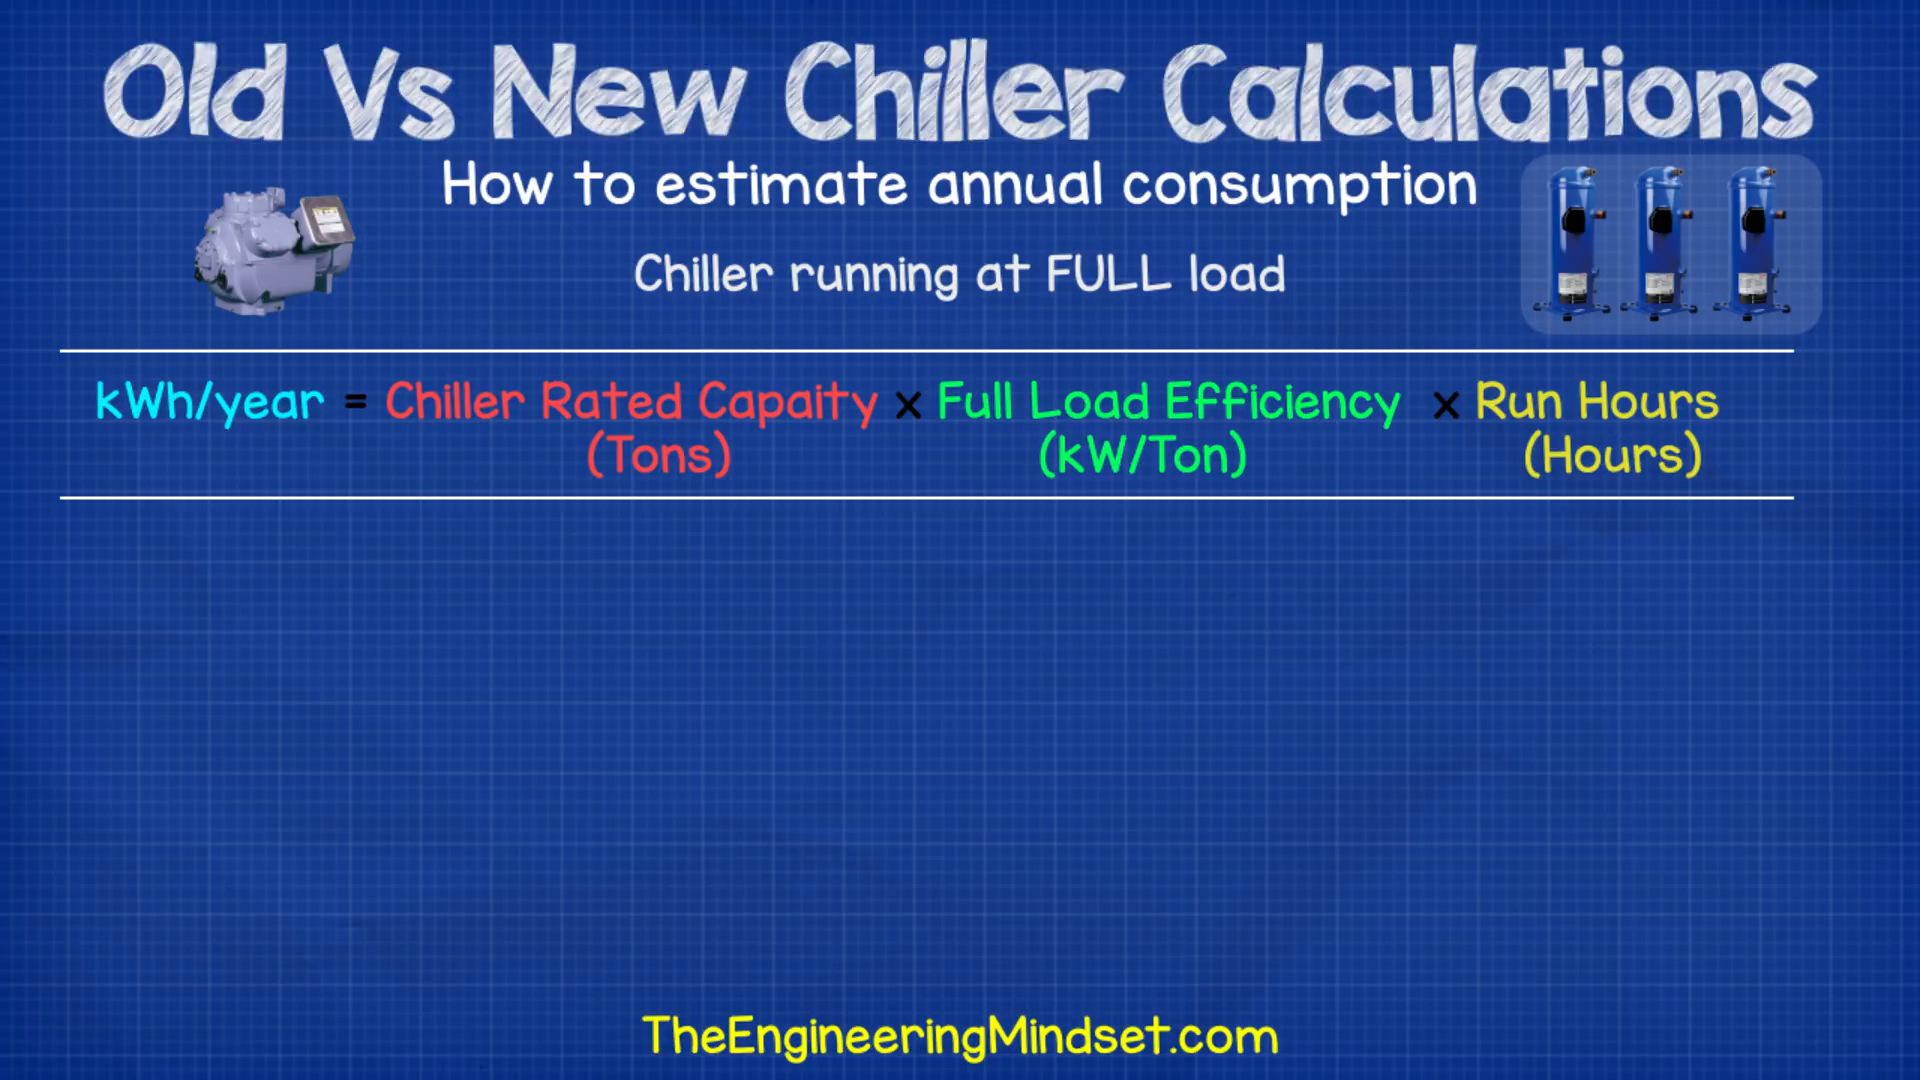 Old Vs New Chiller Calculations
How to estimate annual consumption
Chiller running at FULL load
kWh/year = Chiller Rated Capaity x Full Load Efficiency x Run Hours
(Tons) (kW/Ton) (Hours)
TheEngineeringMindset.com